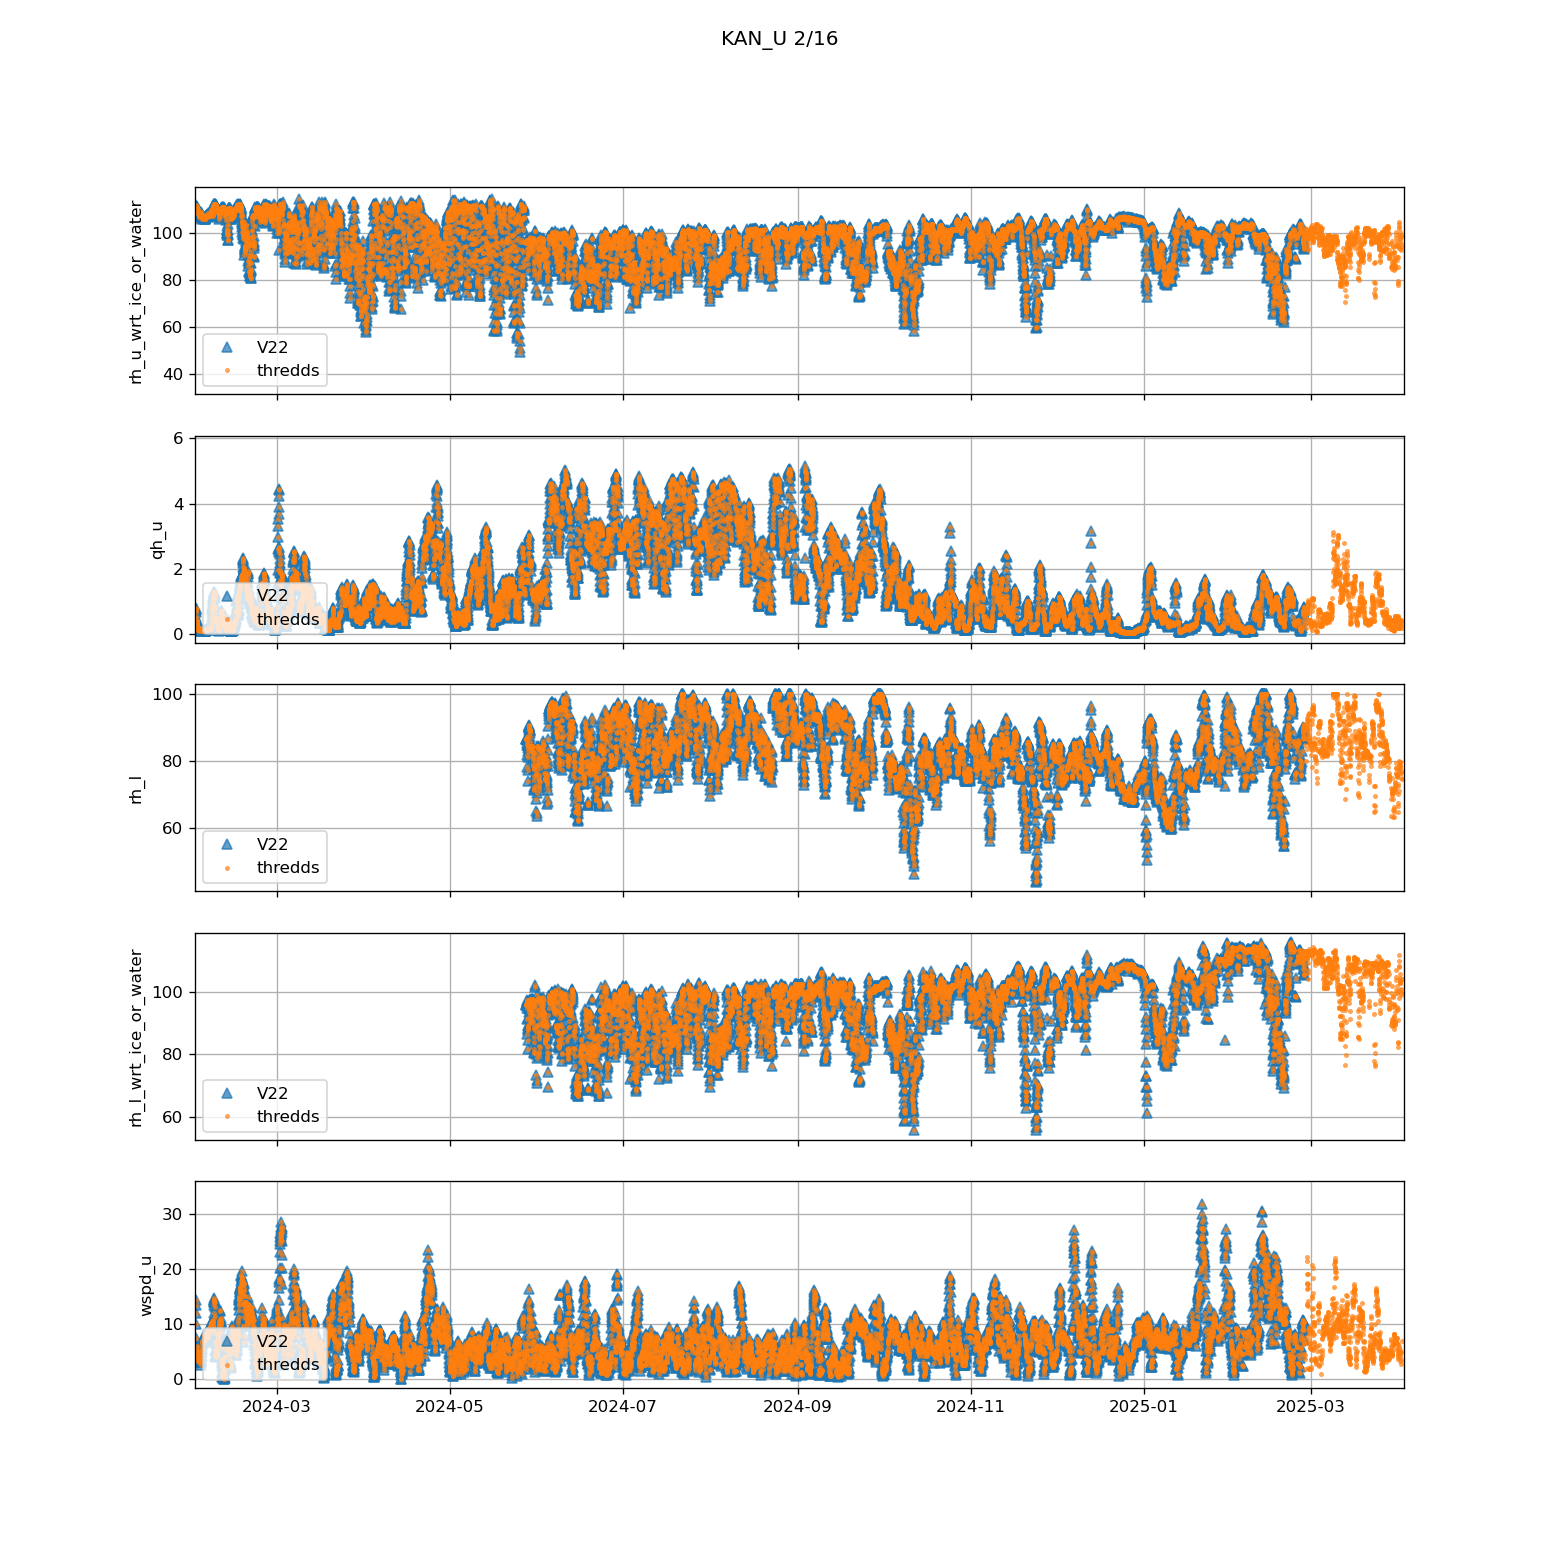 KAN_U 2/16
rh_u_wrt_ice_or_water
100
80
60
40
V22
thredds
qh_u
6
4
2
0
V22
thredds
rh_l
100
80
60
V22
thredds
rh_l_wrt_ice_or_water
100
80
60
V22
thredds
wspd_u
30
20
10
0
V22
thredds
2024-03
2024-05
2024-07
2024-09
2024-11
2025-01
2025-03